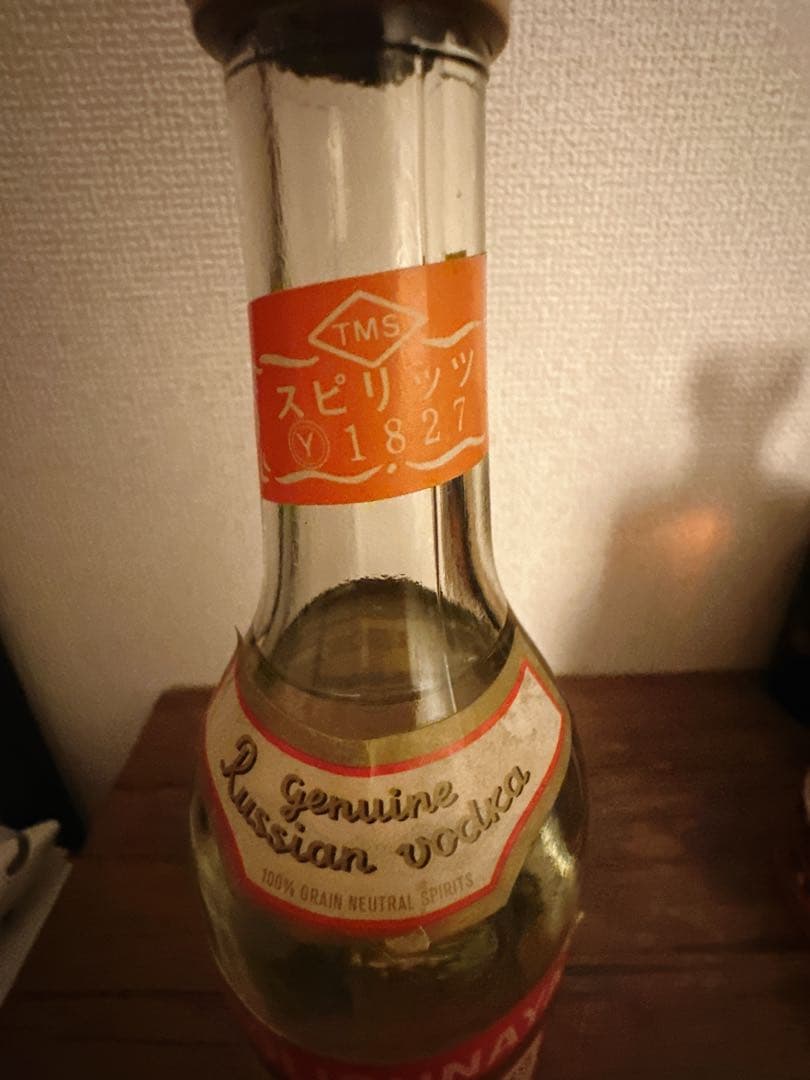 TMS
スピリッツ
Ⓨ 1827
Genuine
Russian vodka
100% GRAIN NEUTRAL SPIRITS